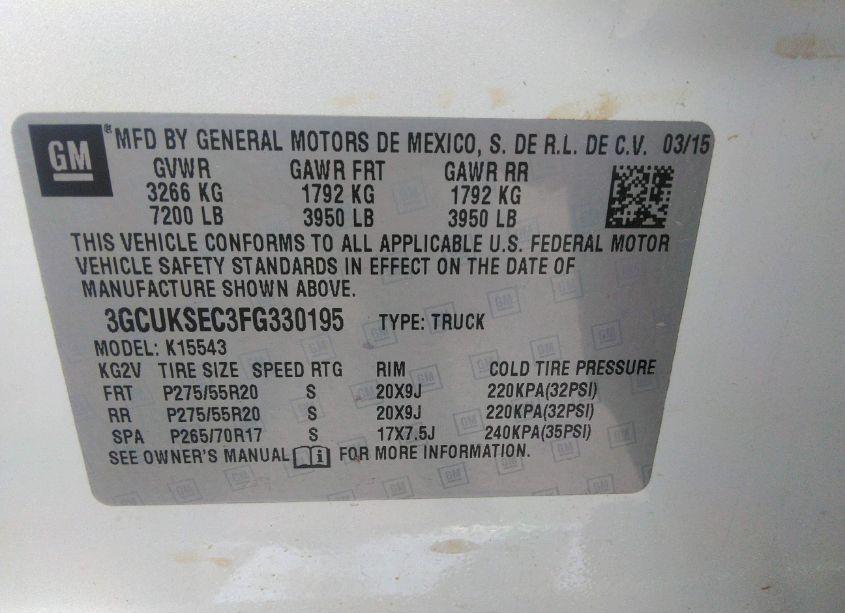 GM ® MFD BY GENERAL MOTORS DE MEXICO, S. DE R.L. DE C.V. 03/15
GVWR GAWR FRT GAWR RR
3266 KG 1792 KG 1792 KG
7200 LB 3950 LB 3950 LB
THIS VEHICLE CONFORMS TO ALL APPLICABLE U.S. FEDERAL MOTOR
VEHICLE SAFETY STANDARDS IN EFFECT ON THE DATE OF
MANUFACTURE SHOWN ABOVE.
3GCUKSEC3FG330195 TYPE: TRUCK
MODEL: K15543
KG2V TIRE SIZE SPEED RTG RIM COLD TIRE PRESSURE
FRT P275/55R20 S 20X9J 220KPA(32PSI)
RR P275/55R20 S 20X9J 220KPA(32PSI)
SPA P265/70R17 S 17X7.5J 240KPA(35PSI)
SEE OWNER'S MANUAL FOR MORE INFORMATION.